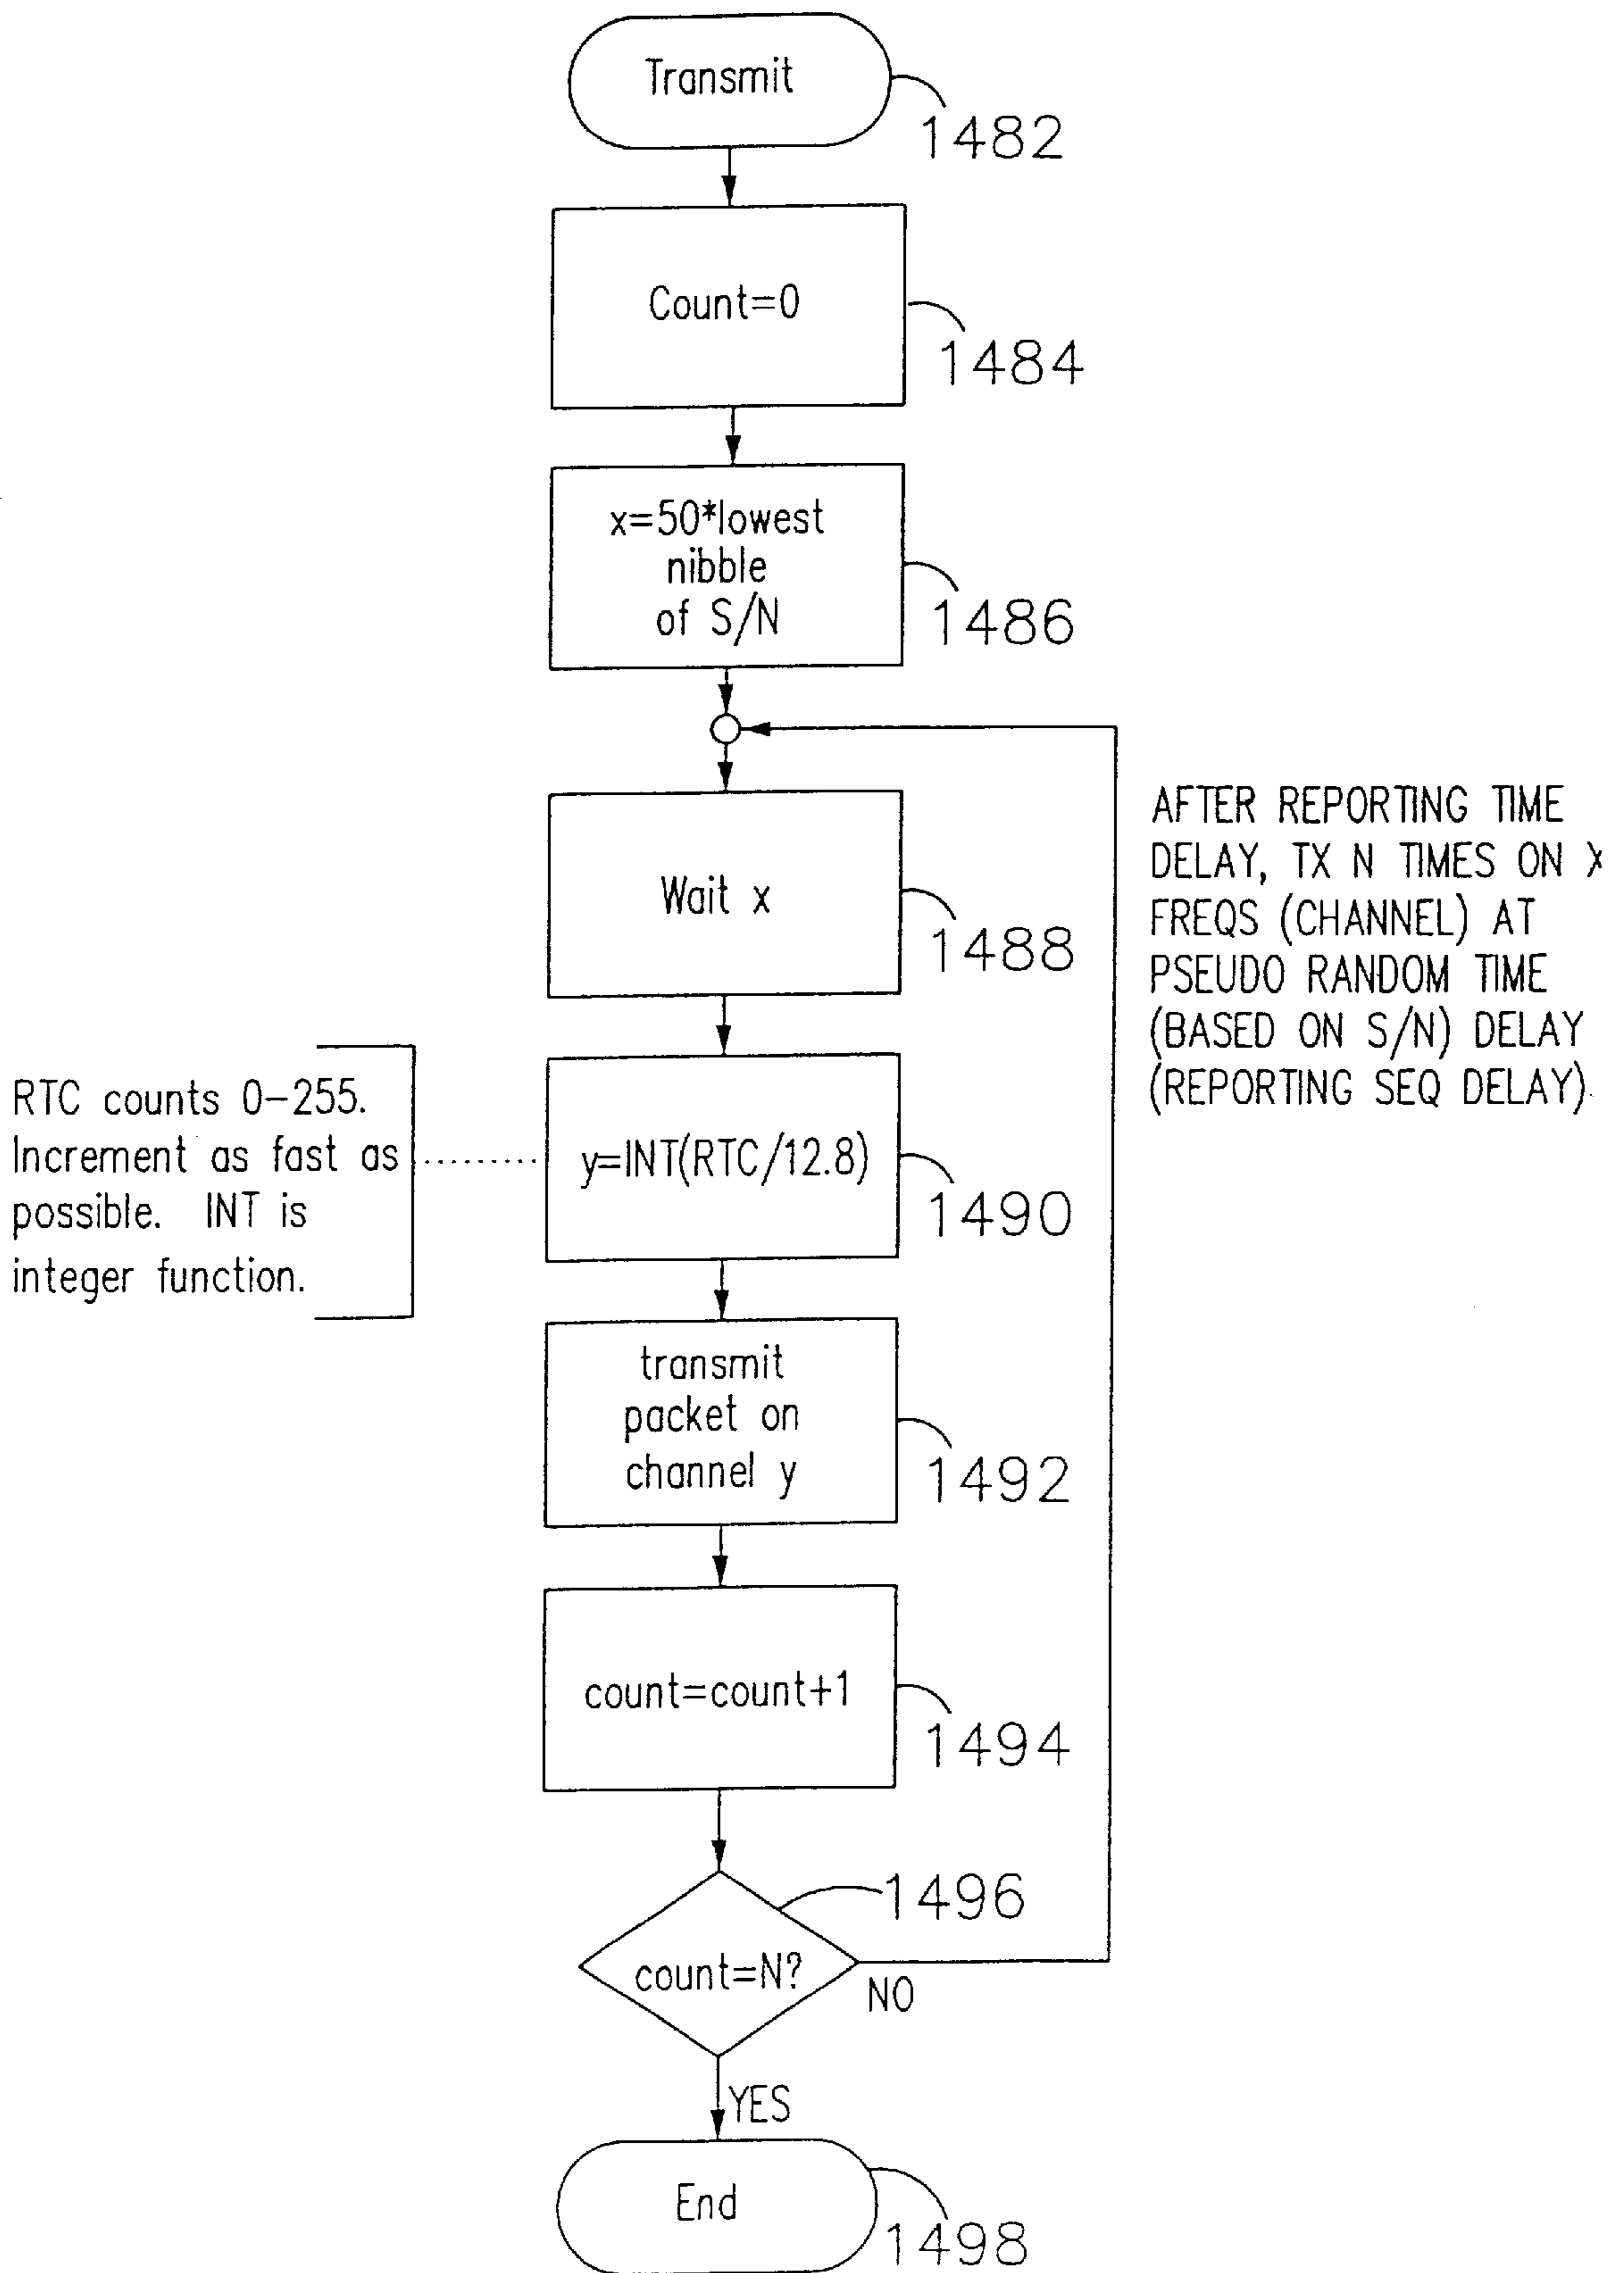 Transmit
1482
Count=0
1484
x=50*lowest
nibble
of S/N
1486
Wait x
1488
AFTER REPORTING TIME
DELAY, TX N TIMES ON X
FREQS (CHANNEL) AT
PSEUDO RANDOM TIME
(BASED ON S/N) DELAY
(REPORTING SEQ DELAY).
RTC counts 0-255.
Increment as fast as
possible. INT is
integer function.
y=INT(RTC/12.8)
1490
transmit
packet on
channel y
1492
count=count+1
1494
1496
count=N?
NO
YES
End
1498